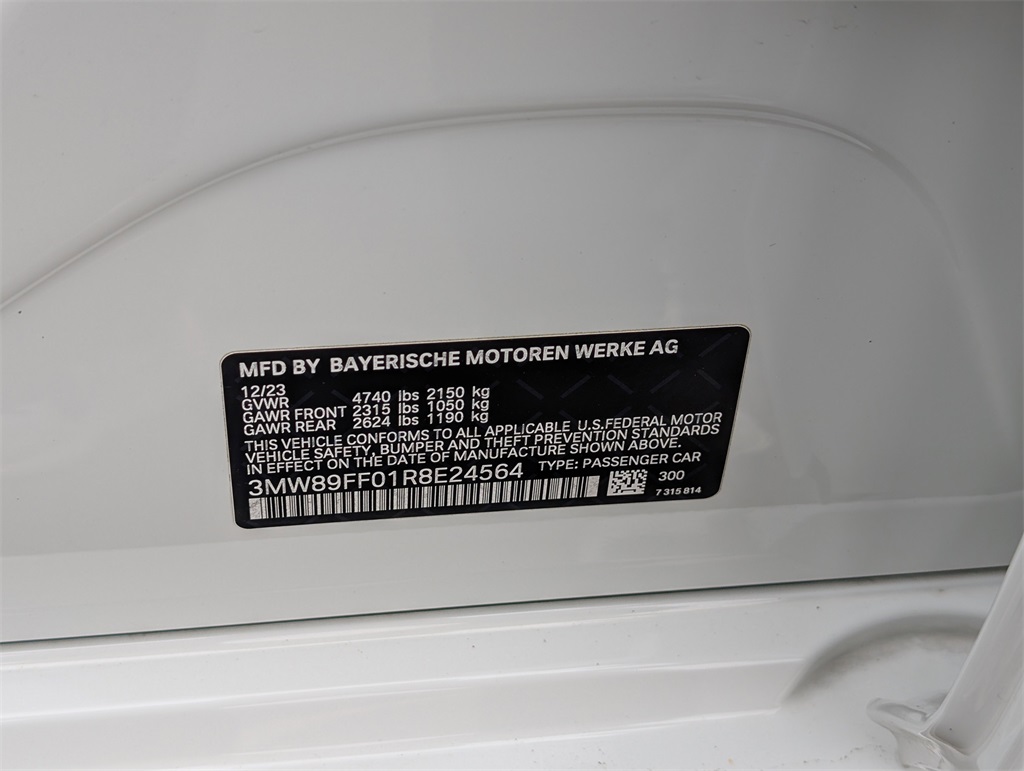 MFD BY BAYERISCHE MOTOREN WERKE AG
12/23
GVWR 4740 lbs 2150 kg
GAWR FRONT 2315 lbs 1050 kg
GAWR REAR 2624 lbs 1190 kg
THIS VEHICLE CONFORMS TO ALL APPLICABLE U.S.FEDERAL MOTOR
VEHICLE SAFETY, BUMPER AND THEFT PREVENTION STANDARDS
IN EFFECT ON THE DATE OF MANUFACTURE SHOWN ABOVE.
3MW89FF01R8E24564 TYPE: PASSENGER CAR
300
7 315 814